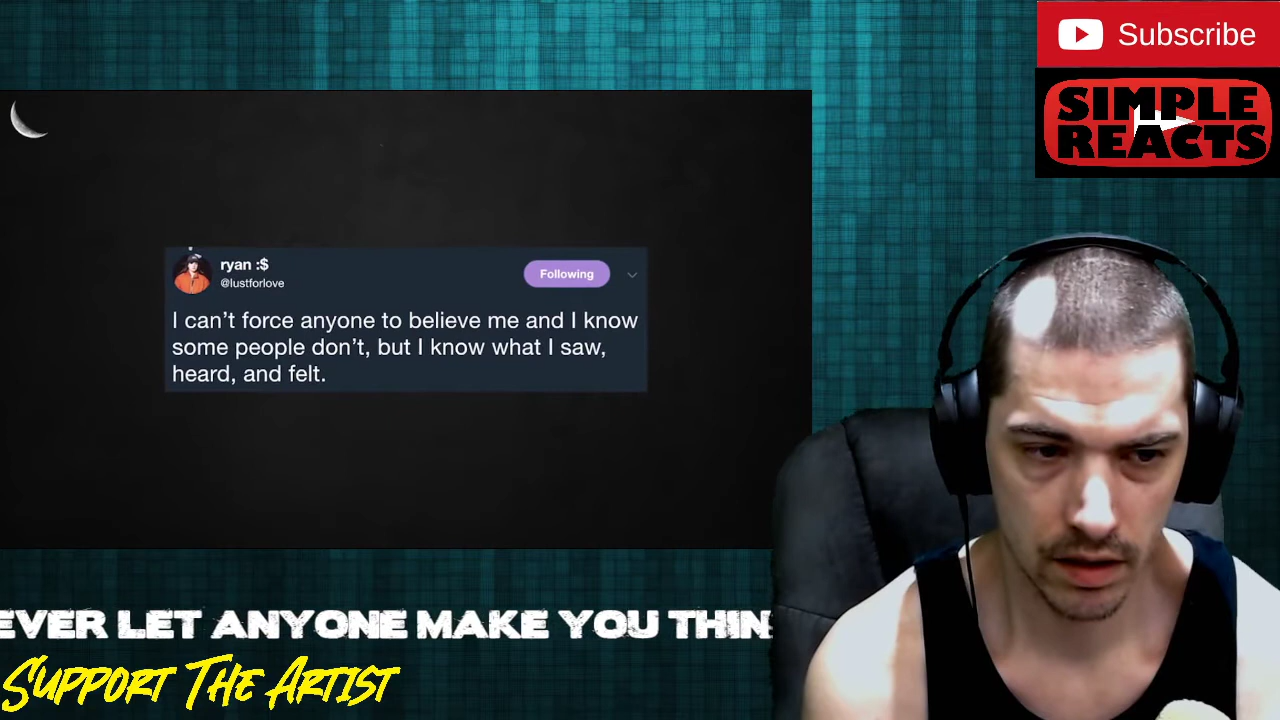 Subscribe
SIMPLE
REACTS
ryan :$
@lustforlove
Following
I can't force anyone to believe me and I know
some people don't, but I know what I saw,
heard, and felt.
EVER LET ANYONE MAKE YOU THIN
SUPPORT THE ARTIST